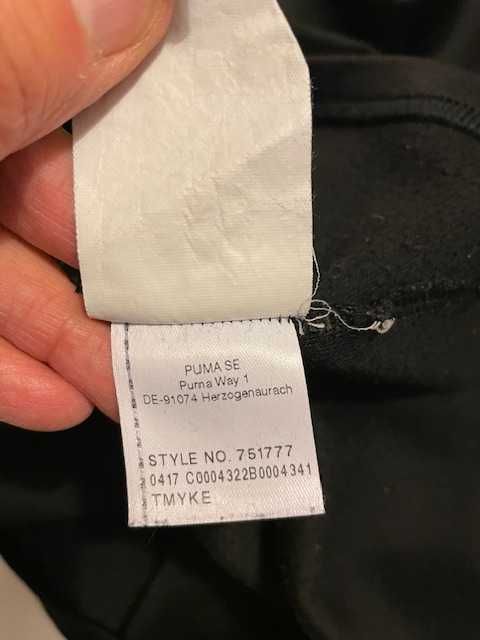 PUMA SE
Puma Way 1
DE-91074 Herzogenaurach
STYLE NO. 751777
0417 C0004322B0004341
TMYKE